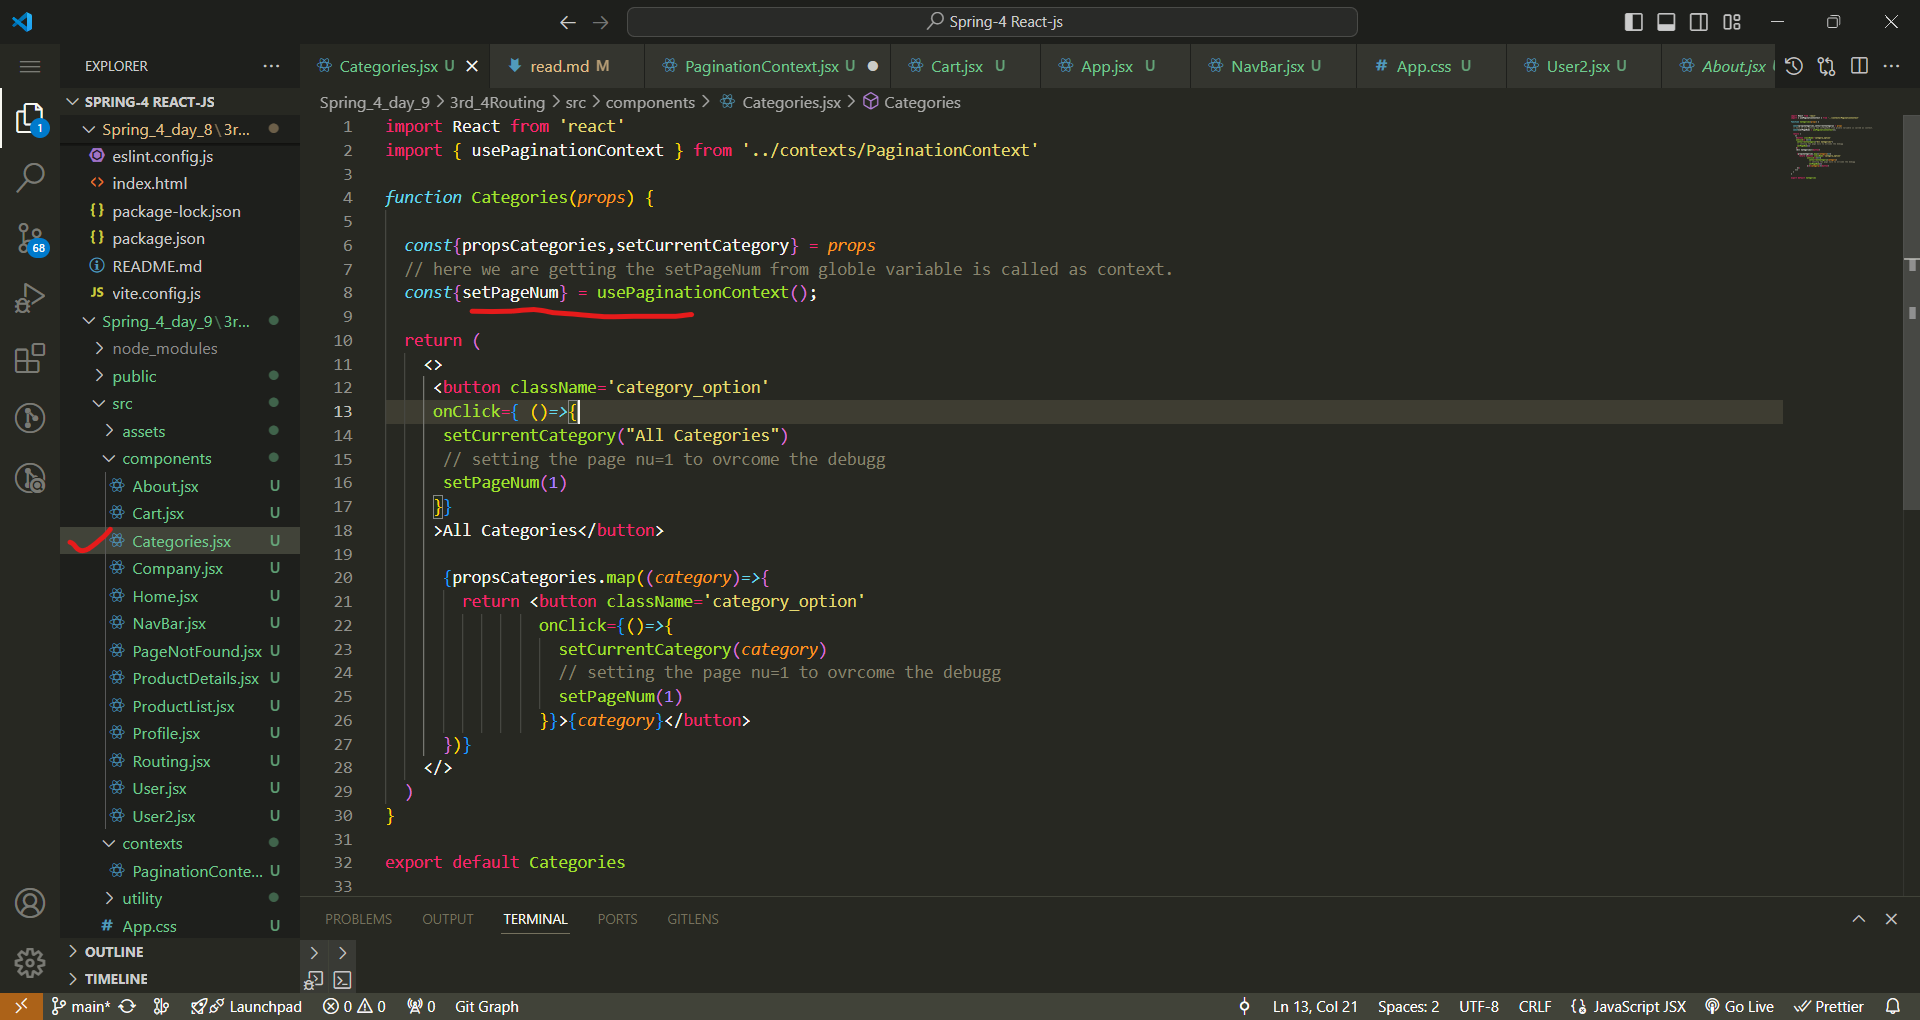 Spring-4 React-js
EXPLORER
Categories.jsx U
read.md M
PaginationContext.jsx U
Cart.jsx U
App.jsx U
NavBar.jsx U
# App.css U
User2.jsx U
About.jsx
SPRING-4 REACT-JS
Spring_4_day_8\3r...
eslint.config.js
<> index.html
{} package-lock.json
{} package.json
README.md
JS vite.config.js
Spring_4_day_9\3r...
node_modules
public
src
assets
components
About.jsx U
Cart.jsx U
Categories.jsx U
Company.jsx U
Home.jsx U
NavBar.jsx U
PageNotFound.jsx U
ProductDetails.jsx U
ProductList.jsx U
Profile.jsx U
Routing.jsx U
User.jsx U
User2.jsx U
contexts
PaginationConte... U
utility
# App.css U
OUTLINE
TIMELINE
1
68
Spring_4_day_9 > 3rd_4Routing > src > components > Categories.jsx > Categories
1 import React from 'react'
2 import { usePaginationContext } from '../contexts/PaginationContext'
3
4 function Categories(props) {
5
6 const{propsCategories,setCurrentCategory} = props
7 // here we are getting the setPageNum from globle variable is called as context.
8 const{setPageNum} = usePaginationContext();
9
10 return (
11 <>
12 <button className='category_option'
13 onClick={ ()=>{
14 setCurrentCategory("All Categories")
15 // setting the page nu=1 to ovrcome the debugg
16 setPageNum(1)
17 }}
18 >All Categories</button>
19
20 {propsCategories.map((category)=>{
21 return <button className='category_option'
22 onClick={()=>{
23 setCurrentCategory(category)
24 // setting the page nu=1 to ovrcome the debugg
25 setPageNum(1)
26 }}>{category}</button>
27 })}
28 </>
29 )
30 }
31
32 export default Categories
33
PROBLEMS OUTPUT TERMINAL PORTS GITLENS
main* Launchpad 0 0 0 Git Graph
Ln 13, Col 21 Spaces: 2 UTF-8 CRLF {} JavaScript JSX Go Live Prettier